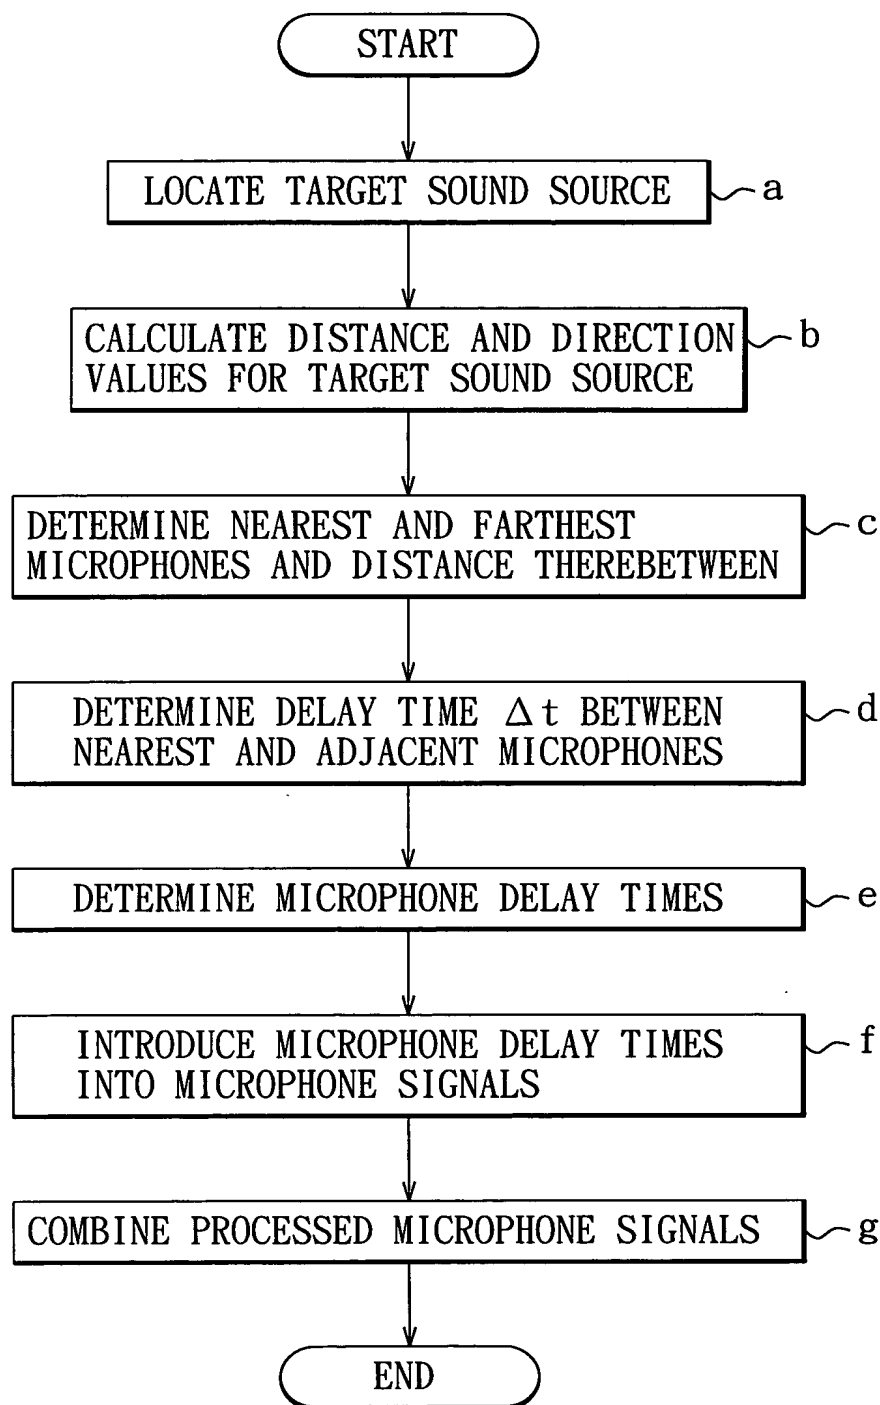 START
LOCATE TARGET SOUND SOURCE
a
CALCULATE DISTANCE AND DIRECTION
VALUES FOR TARGET SOUND SOURCE
b
DETERMINE NEAREST AND FARTHEST
MICROPHONES AND DISTANCE THEREBETWEEN
c
DETERMINE DELAY TIME Δt BETWEEN
NEAREST AND ADJACENT MICROPHONES
d
DETERMINE MICROPHONE DELAY TIMES
e
INTRODUCE MICROPHONE DELAY TIMES
INTO MICROPHONE SIGNALS
f
COMBINE PROCESSED MICROPHONE SIGNALS
g
END